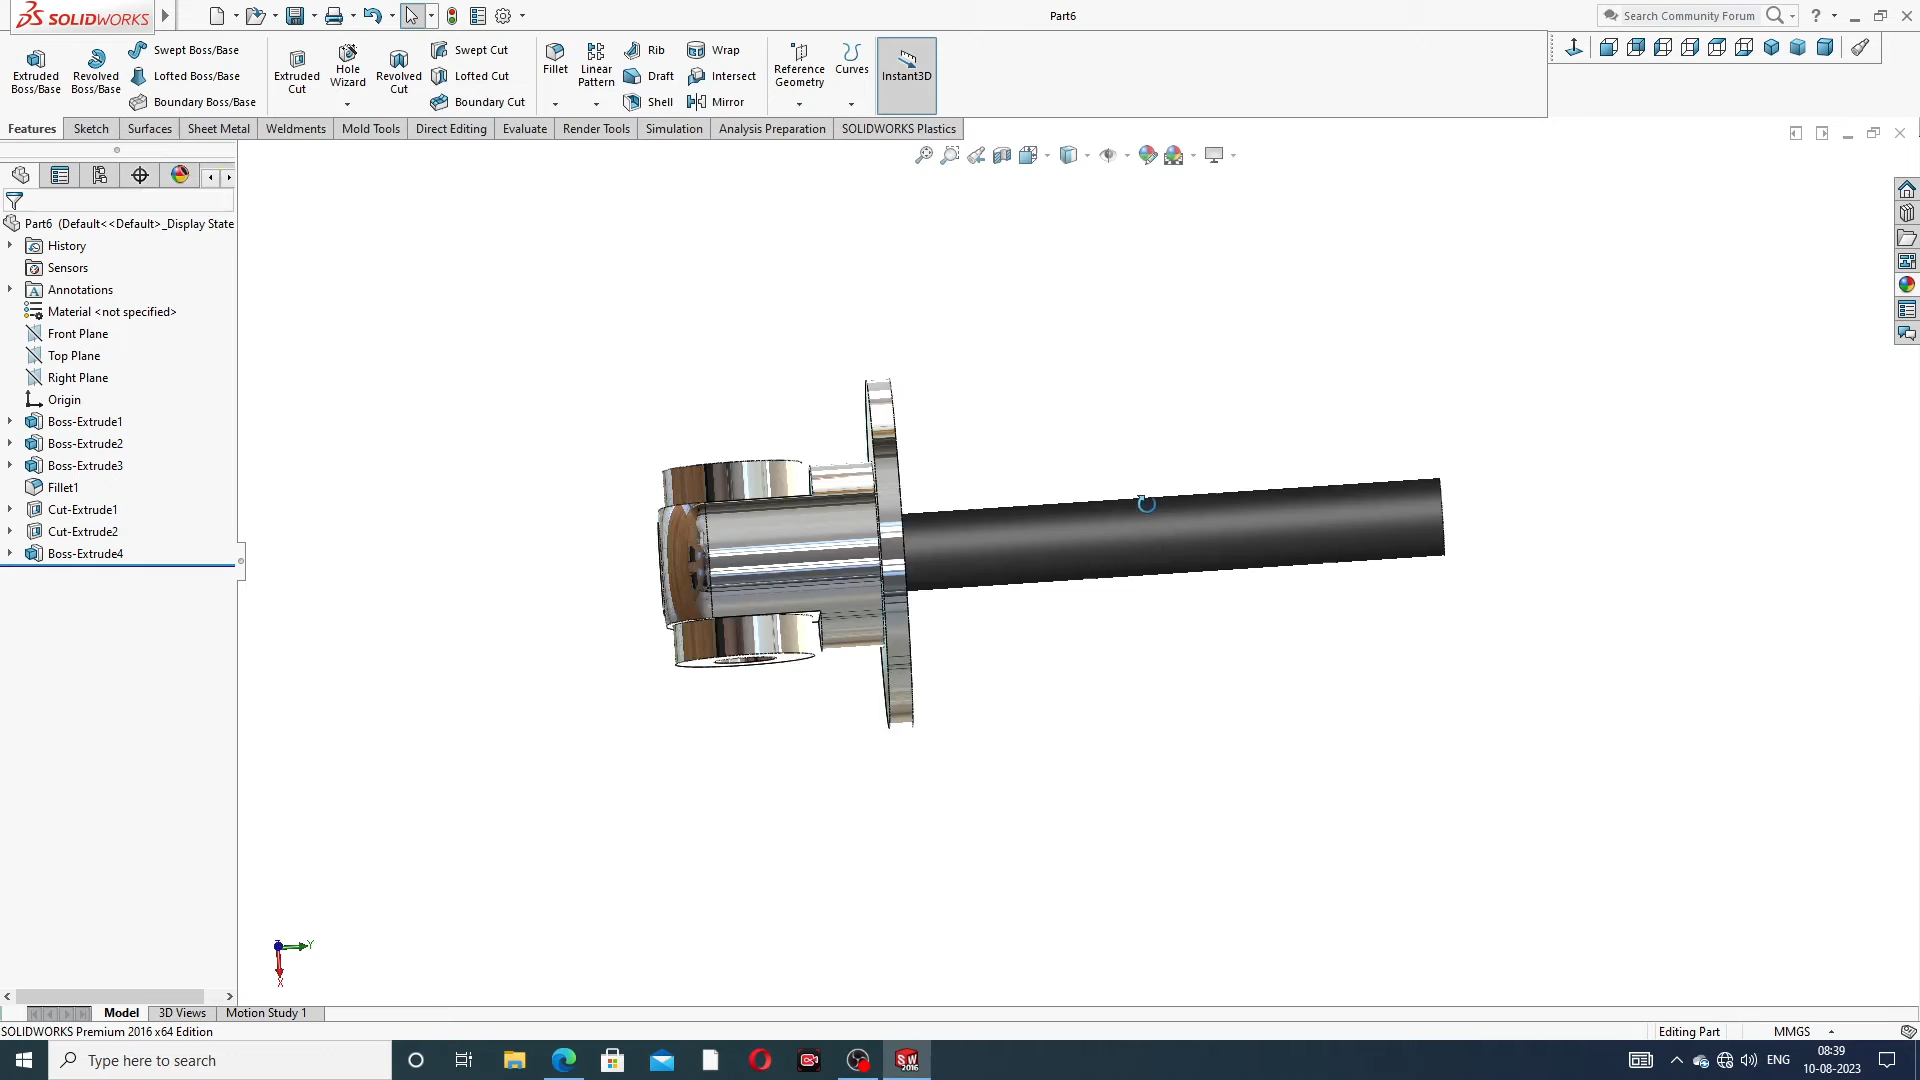 SOLIDWORKS
Part6
Search Community Forum
?
Extruded Boss/Base
Revolved Boss/Base
Swept Boss/Base
Lofted Boss/Base
Boundary Boss/Base
Extruded Cut
Hole Wizard
Revolved Cut
Swept Cut
Lofted Cut
Boundary Cut
Fillet
Linear Pattern
Rib
Draft
Shell
Wrap
Intersect
Mirror
Reference Geometry
Curves
Instant3D
Features
Sketch
Surfaces
Sheet Metal
Weldments
Mold Tools
Direct Editing
Evaluate
Render Tools
Simulation
Analysis Preparation
SOLIDWORKS Plastics
Part6 (Default<<Default>_Display State
History
Sensors
Annotations
Material <not specified>
Front Plane
Top Plane
Right Plane
Origin
Boss-Extrude1
Boss-Extrude2
Boss-Extrude3
Fillet1
Cut-Extrude1
Cut-Extrude2
Boss-Extrude4
Y
X
Model
3D Views
Motion Study 1
SOLIDWORKS Premium 2016 x64 Edition
Editing Part
MMGS
Type here to search
SW
2016
ENG
08:39
10-08-2023